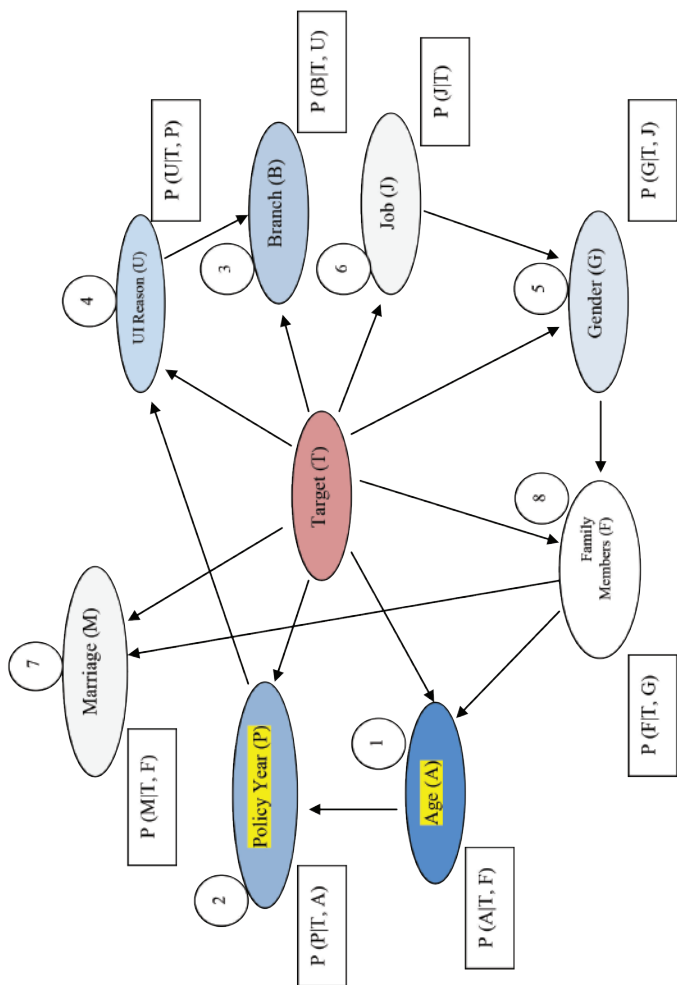 P (M|T, F)
Marriage (M)
7
4
UI Reason (U)
P (U|T, P)
2
P (P|T, A)
Policy Year (P)
3
Branch (B)
P (B|T, U)
Target (T)
6
Job (J)
P (J|T)
1
Age (A)
P (A|T, F)
8
Family
Members (F)
P (F|T, G)
5
Gender (G)
P (G|T, J)